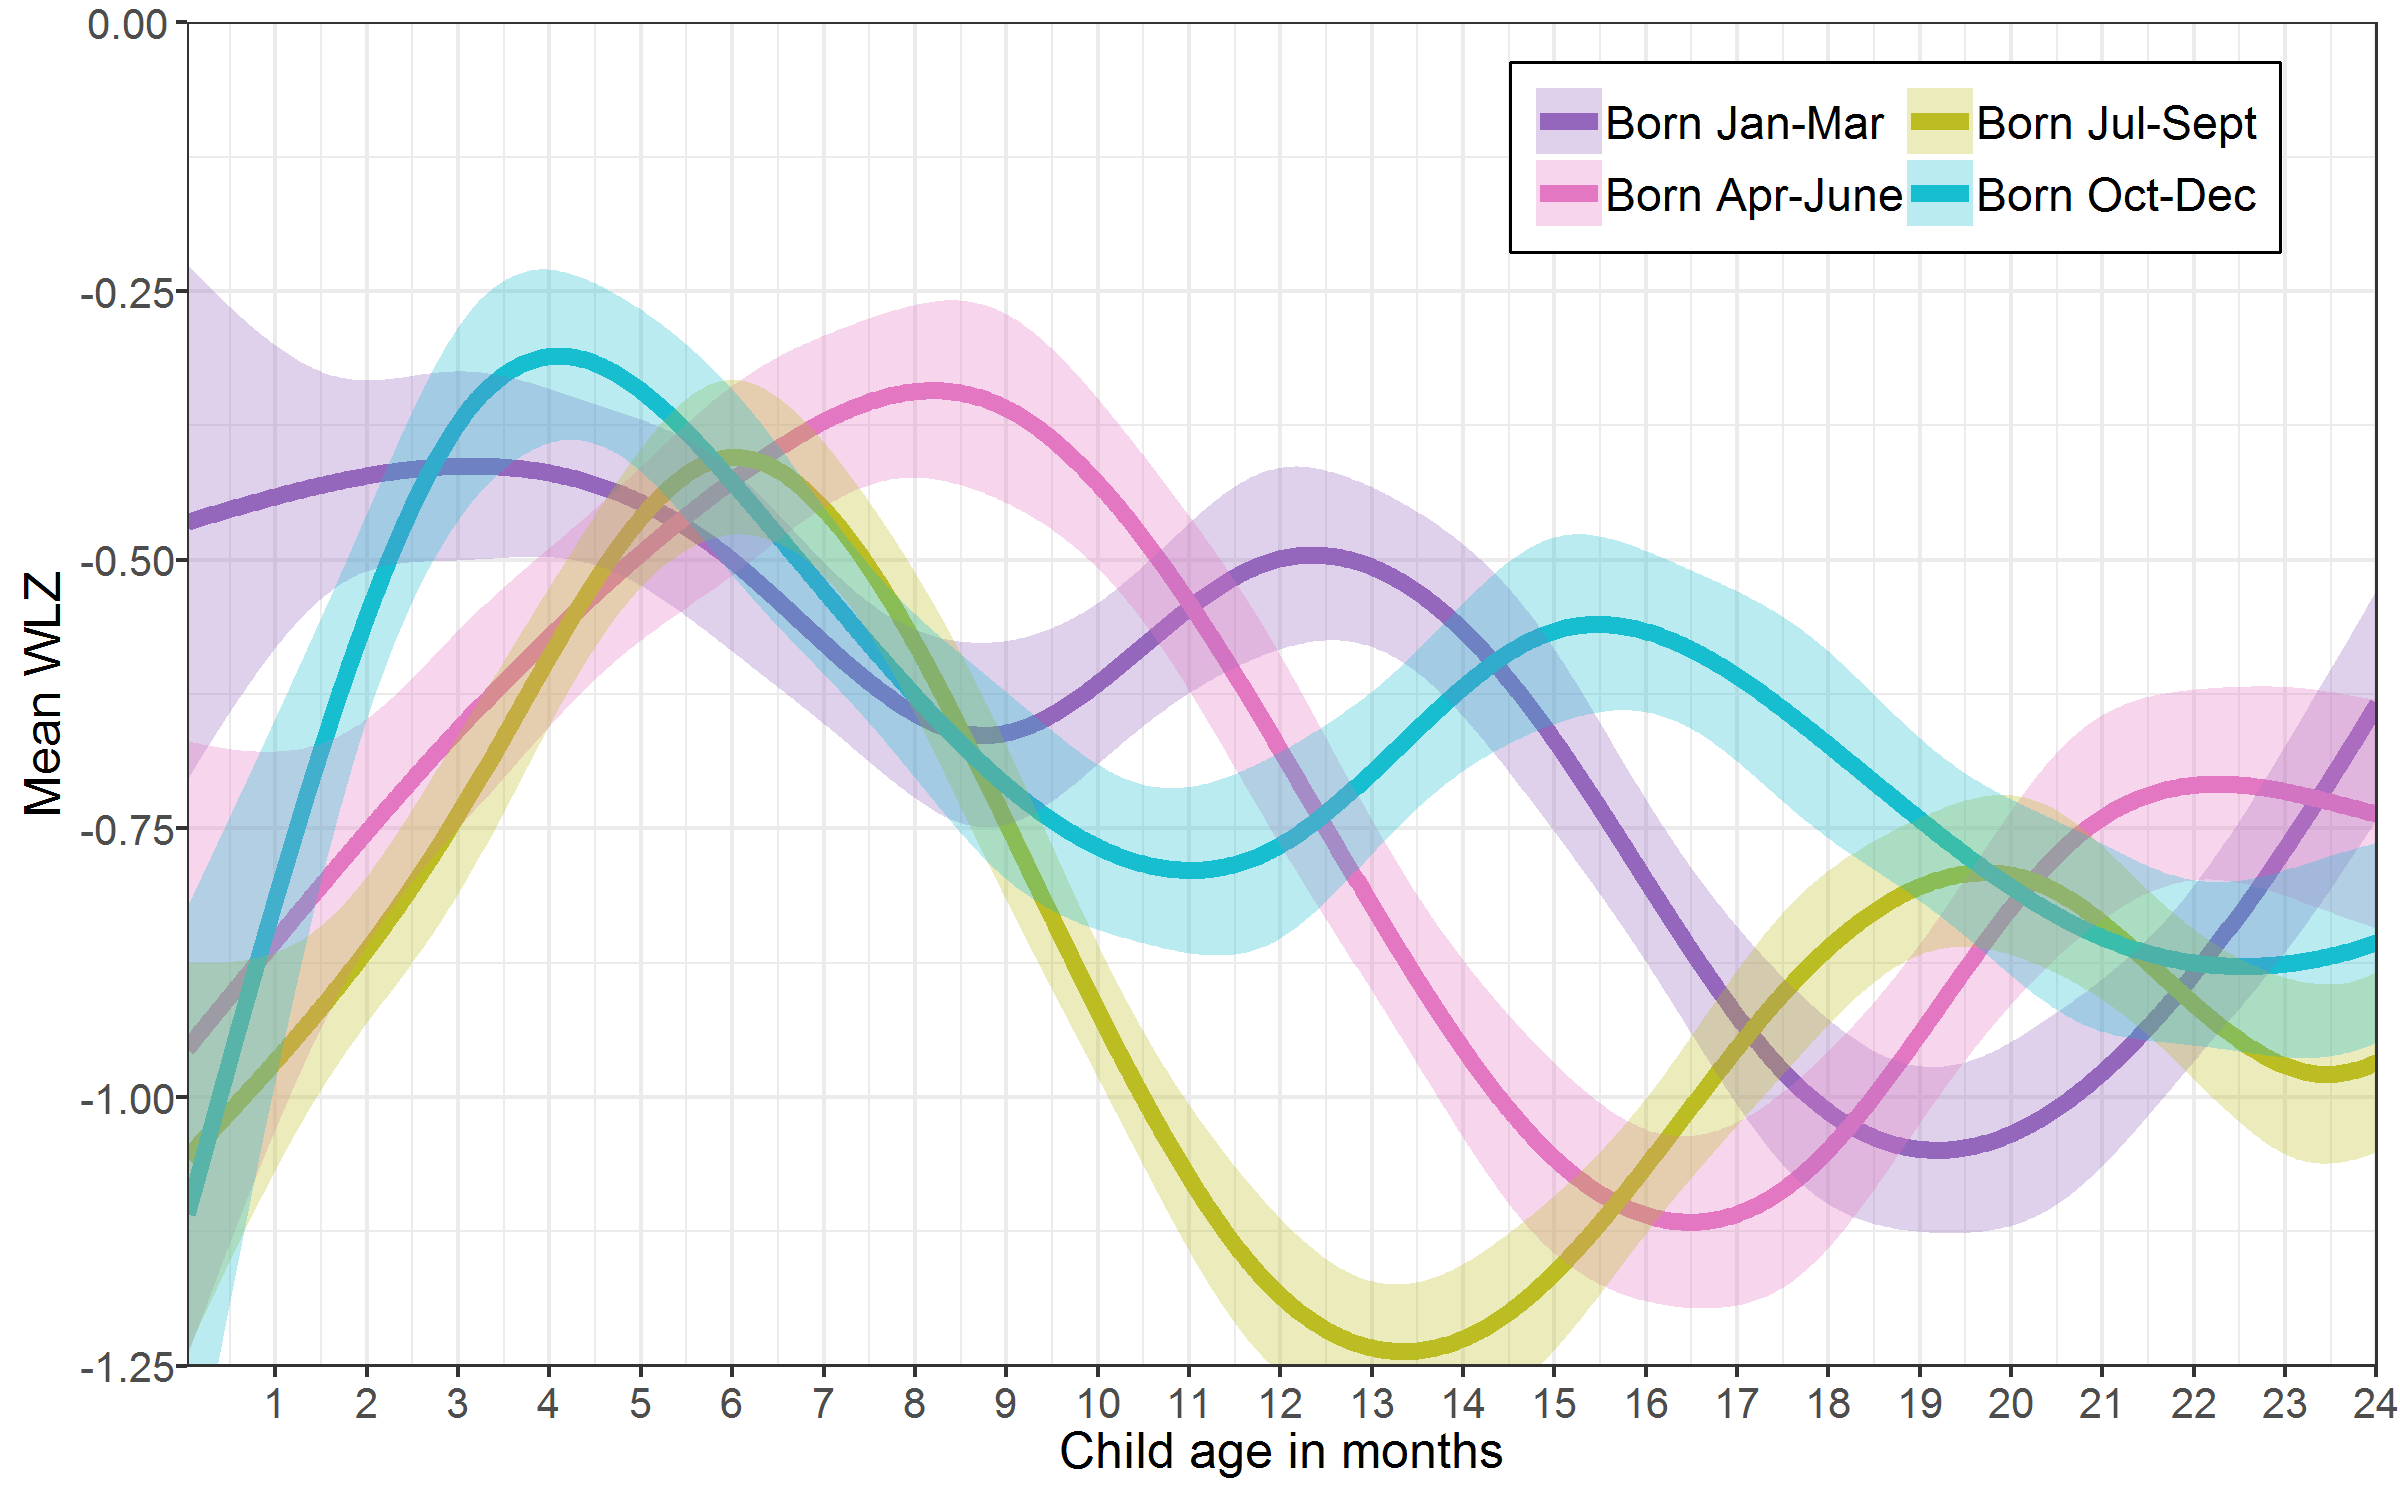 0.00
-0.25
-0.50
-0.75
-1.00
-1.25
Mean WLZ
Born Jan-Mar
Born Jul-Sept
Born Apr-June
Born Oct-Dec
1 2 3 4 5 6 7 8 9 10 11 12 13 14 15 16 17 18 19 20 21 22 23 24
Child age in months